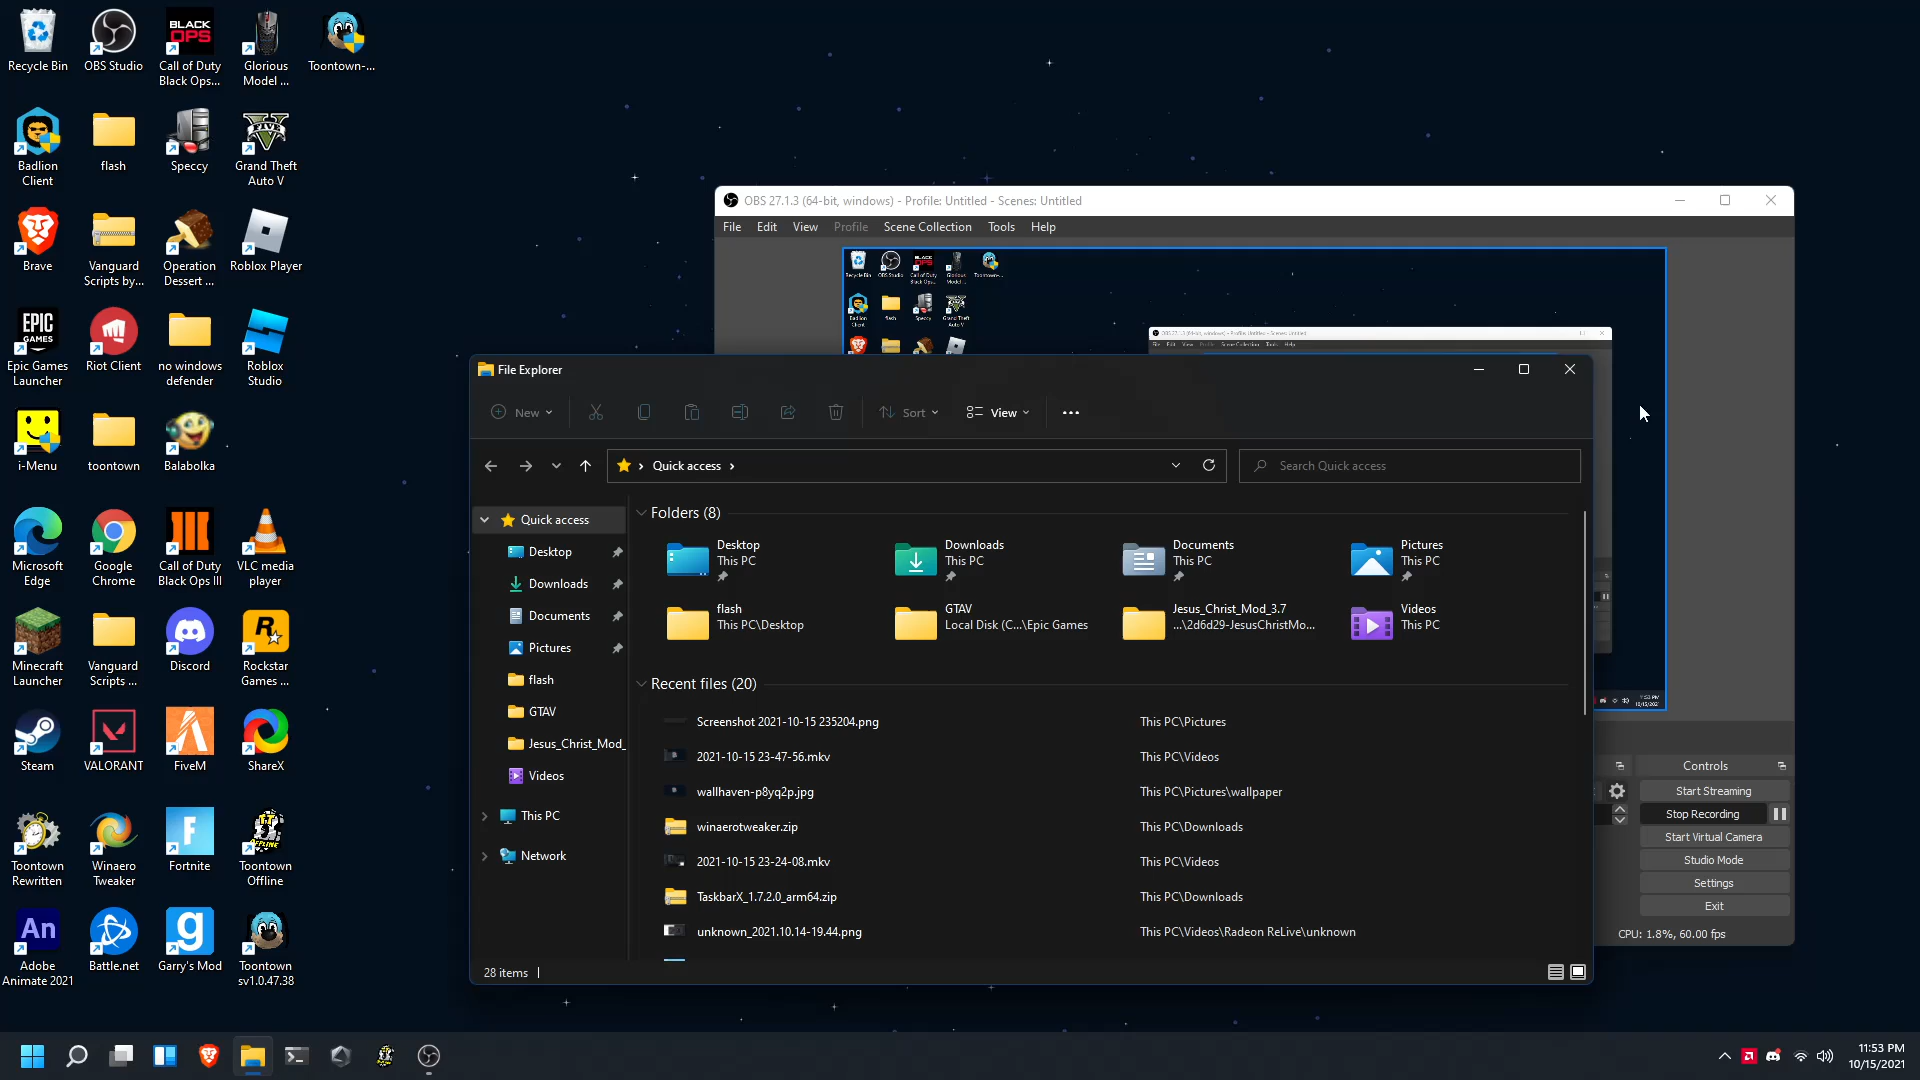 Recycle Bin
OBS Studio
Call of Duty
Black Ops...
Glorious
Model ...
Toontown-...
Badlion
Client
flash
Speccy
Grand Theft
Auto V
Brave
Vanguard
Scripts by...
Operation
Dessert ...
Roblox Player
Epic Games
Launcher
Riot Client
no windows
defender
Roblox
Studio
i-Menu
toontown
Balabolka
Microsoft
Edge
Google
Chrome
Call of Duty
Black Ops III
VLC media
player
Minecraft
Launcher
Vanguard
Scripts ...
Discord
Rockstar
Games ...
Steam
VALORANT
FiveM
ShareX
Toontown
Rewritten
Winaero
Tweaker
Fortnite
Toontown
Offline
Adobe
Animate 2021
Battle.net
Garry's Mod
Toontown
sv1.0.47.38
OBS 27.1.3 (64-bit, windows) - Profile: Untitled - Scenes: Untitled
File Edit View Profile Scene Collection Tools Help
File Explorer
New
Sort
View
Quick access
Search Quick access
Quick access
Desktop
Downloads
Documents
Pictures
flash
GTAV
Jesus_Christ_Mod_
Videos
This PC
Network
Folders (8)
Desktop
This PC
Downloads
This PC
Documents
This PC
Pictures
This PC
flash
This PC\Desktop
GTAV
Local Disk (C...\Epic Games
Jesus_Christ_Mod_3.7
...\2d6d29-JesusChristMo...
Videos
This PC
Recent files (20)
Screenshot 2021-10-15 235204.png This PC\Pictures
2021-10-15 23-47-56.mkv This PC\Videos
wallhaven-p8yq2p.jpg This PC\Pictures\wallpaper
winaerotweaker.zip This PC\Downloads
2021-10-15 23-24-08.mkv This PC\Videos
TaskbarX_1.7.2.0_arm64.zip This PC\Downloads
unknown_2021.10.14-19.44.png This PC\Videos\Radeon ReLive\unknown
28 items
Controls
Start Streaming
Stop Recording
Start Virtual Camera
Studio Mode
Settings
Exit
CPU: 1.8%, 60.00 fps
11:53 PM
10/15/2021